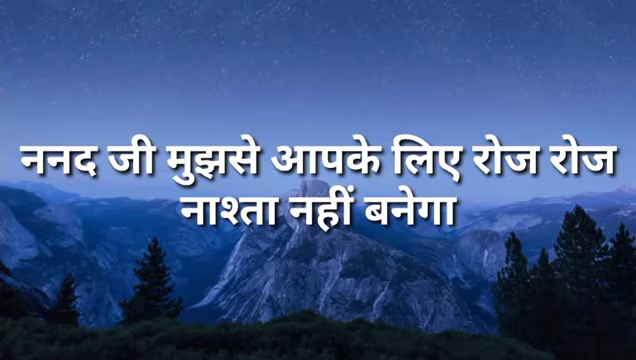 ननद जी मुझसे आपके लिए रोज रोज
नाश्ता नहीं बनेगा